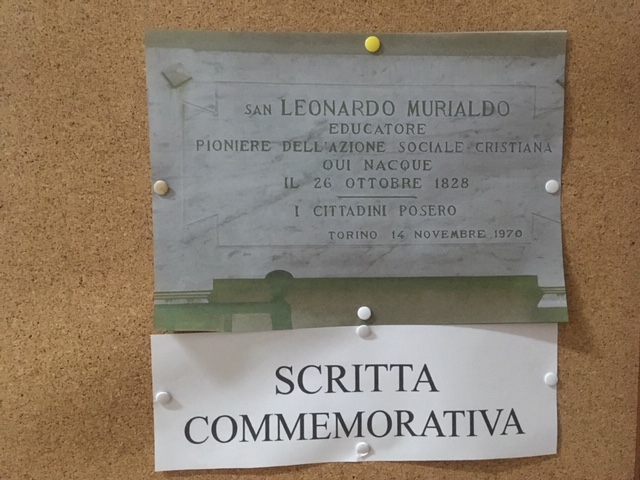 SAN LEONARDO MURIALDO
EDUCATORE
PIONIERE DELL'AZIONE SOCIALE CRISTIANA
QUI NACQUE
IL 26 OTTOBRE 1828
I CITTADINI POSERO
TORINO 14 NOVEMBRE 1970
SCRITTA
COMMEMORATIVA